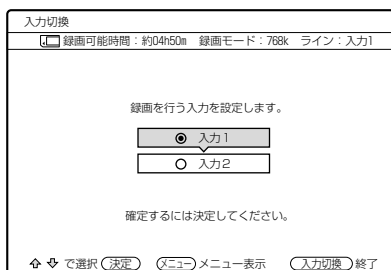 入力切換
録画可能時間：約04h50m 録画モード：768k ライン：入力1
録画を行う入力を設定します。
入力1
入力2
確定するには決定してください。
で選択 決定 メニュー メニュー表示 入力切換 終了